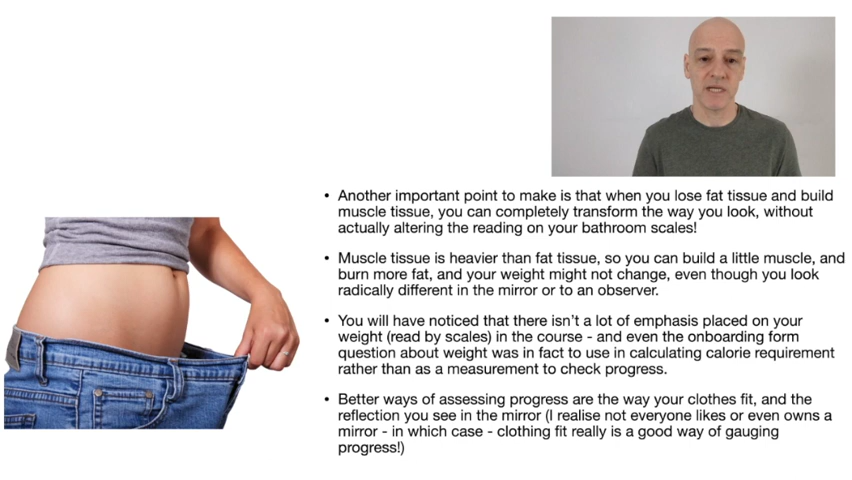 • Another important point to make is that when you lose fat tissue and build
muscle tissue, you can completely transform the way you look, without
actually altering the reading on your bathroom scales!
• Muscle tissue is heavier than fat tissue, so you can build a little muscle, and
burn more fat, and your weight might not change, even though you look
radically different in the mirror or to an observer.
• You will have noticed that there isn’t a lot of emphasis placed on your
weight (read by scales) in the course - and even the onboarding form
question about weight was in fact to use in calculating calorie requirement
rather than as a measurement to check progress.
• Better ways of assessing progress are the way your clothes fit, and the
reflection you see in the mirror (I realise not everyone likes or even owns a
mirror - in which case - clothing fit really is a good way of gauging
progress!)